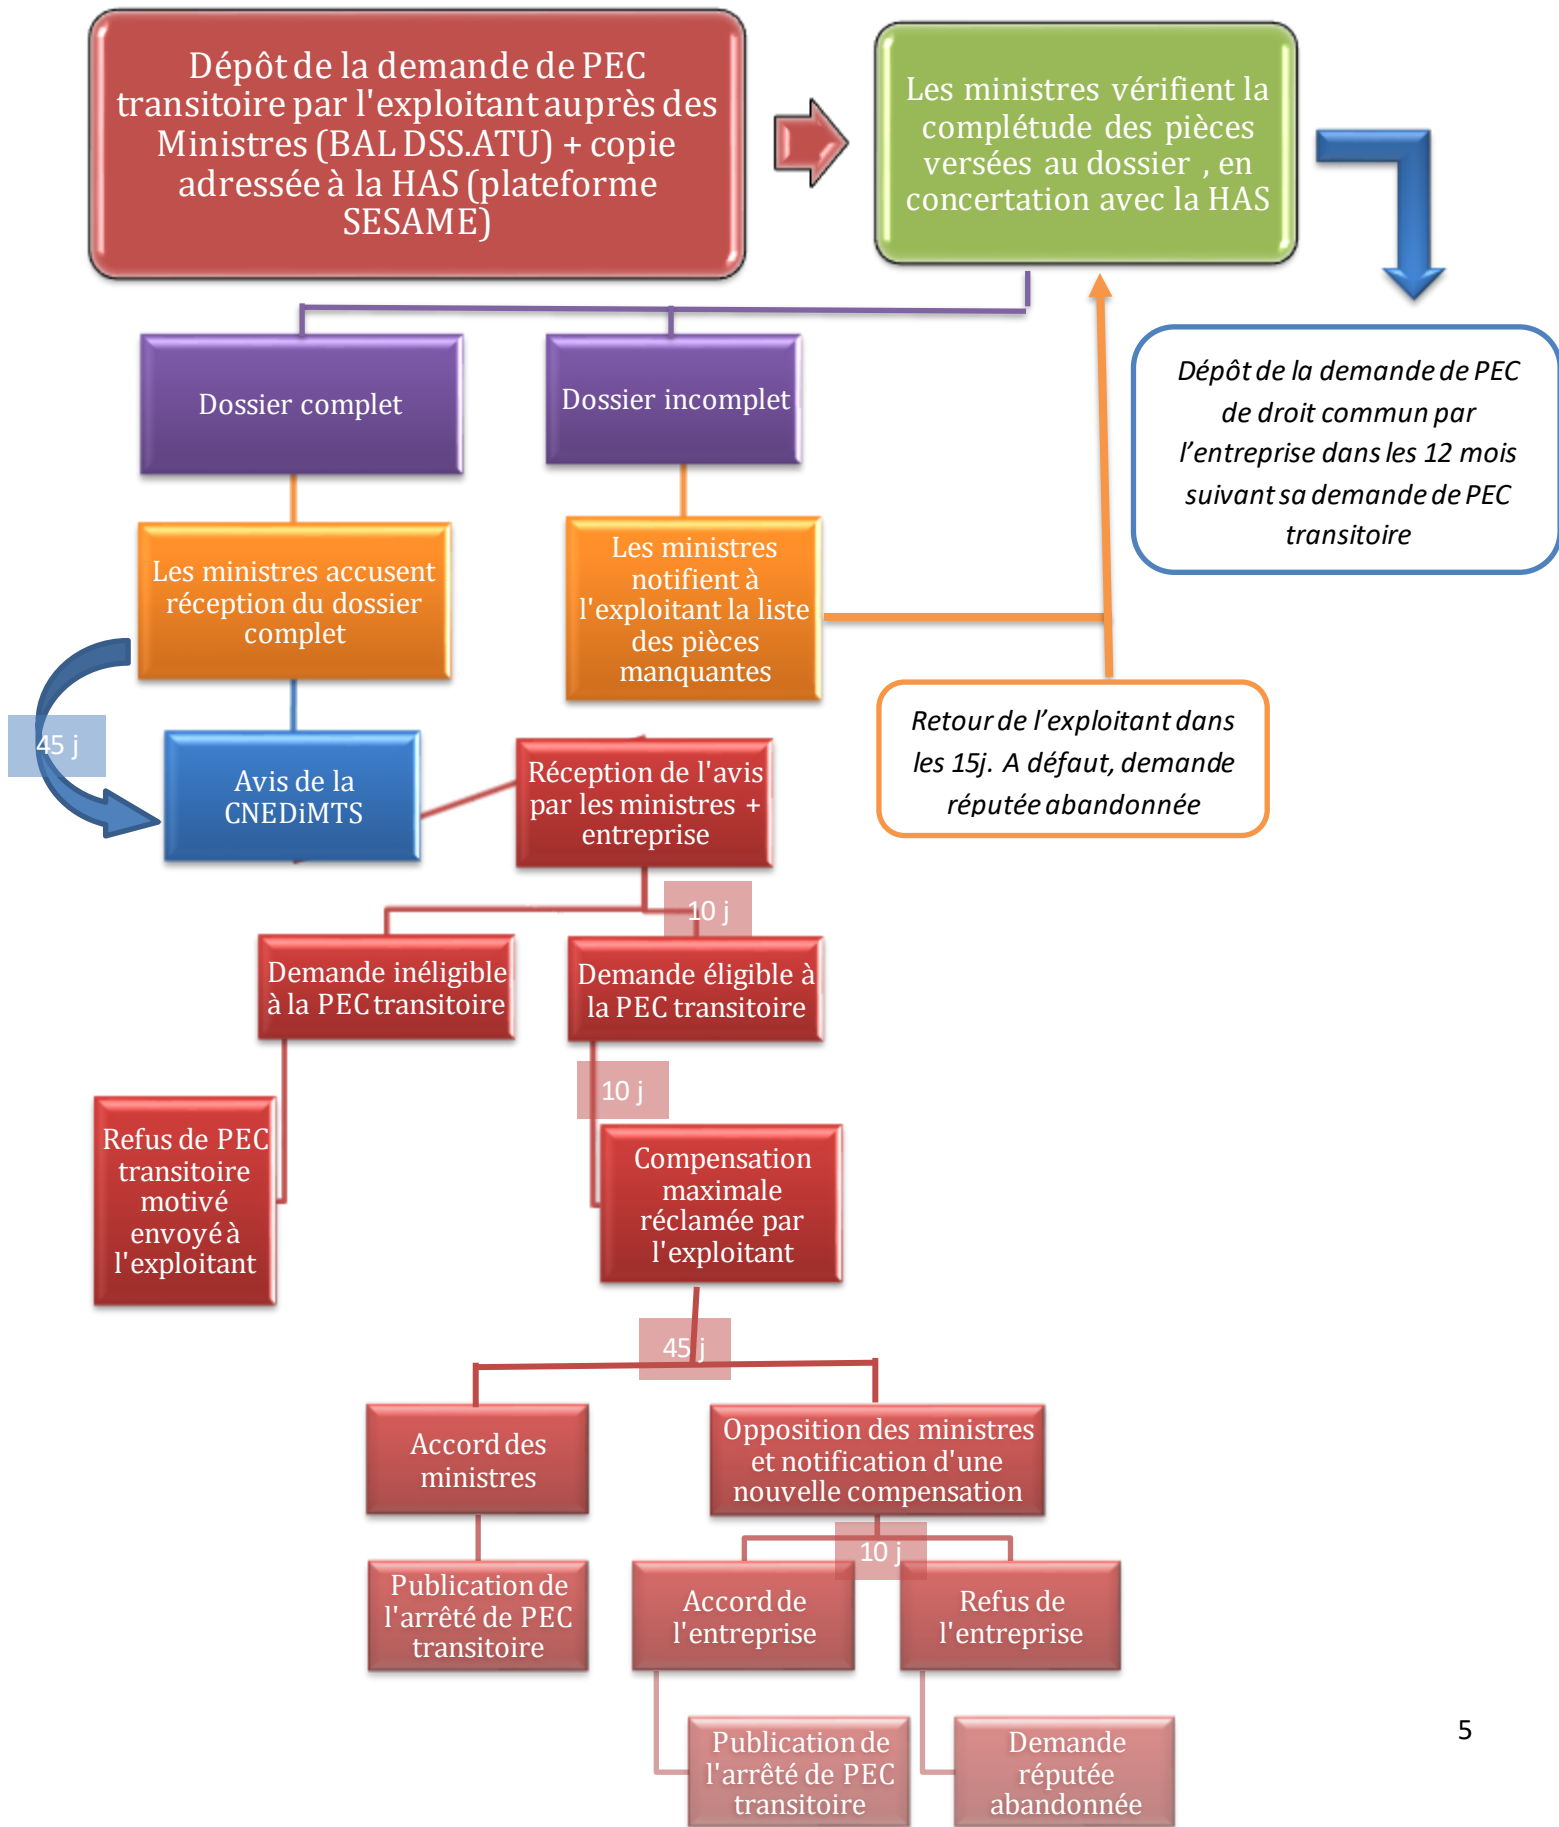 Dépôt de la demande de PEC
transitoire par l'exploitant auprès des
Ministres (BAL DSS.ATU) + copie
adressée à la HAS (plateforme
SESAME)
Les ministres vérifient la
complétude des pièces
versées au dossier , en
concertation avec la HAS
Dépôt de la demande de PEC
de droit commun par
l’entreprise dans les 12 mois
suivant sa demande de PEC
transitoire
Dossier complet
Dossier incomplet
Les ministres accusent
réception du dossier
complet
Les ministres
notifient à
l'exploitant la liste
des pièces
manquantes
Retour de l’exploitant dans
les 15j. A défaut, demande
réputée abandonnée
45 j
Avis de la
CNEDiMTS
Réception de l'avis
par les ministres +
entreprise
10 j
Demande inéligible
à la PEC transitoire
Demande éligible à
la PEC transitoire
10 j
Refus de PEC
transitoire
motivé
envoyé à
l'exploitant
Compensation
maximale
réclamée par
l'exploitant
45 j
Accord des
ministres
Opposition des ministres
et notification d'une
nouvelle compensation
10 j
Publication de
l'arrêté de PEC
transitoire
Accord de
l'entreprise
Refus de
l'entreprise
Publication de
l'arrêté de PEC
transitoire
Demande
réputée
abandonnée
5